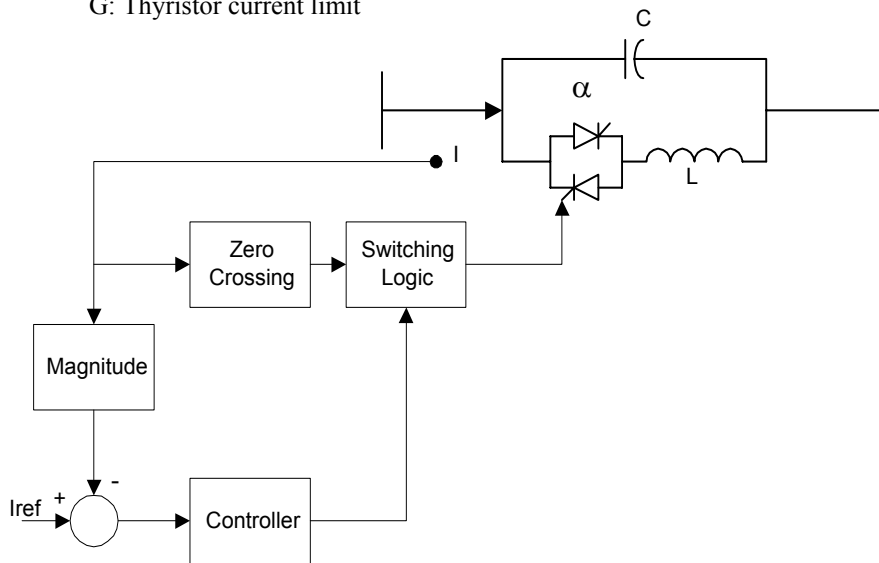 G: Thyristor current limit
C
α
I
L
Zero
Crossing
Switching
Logic
Magnitude
-
Iref +
Controller